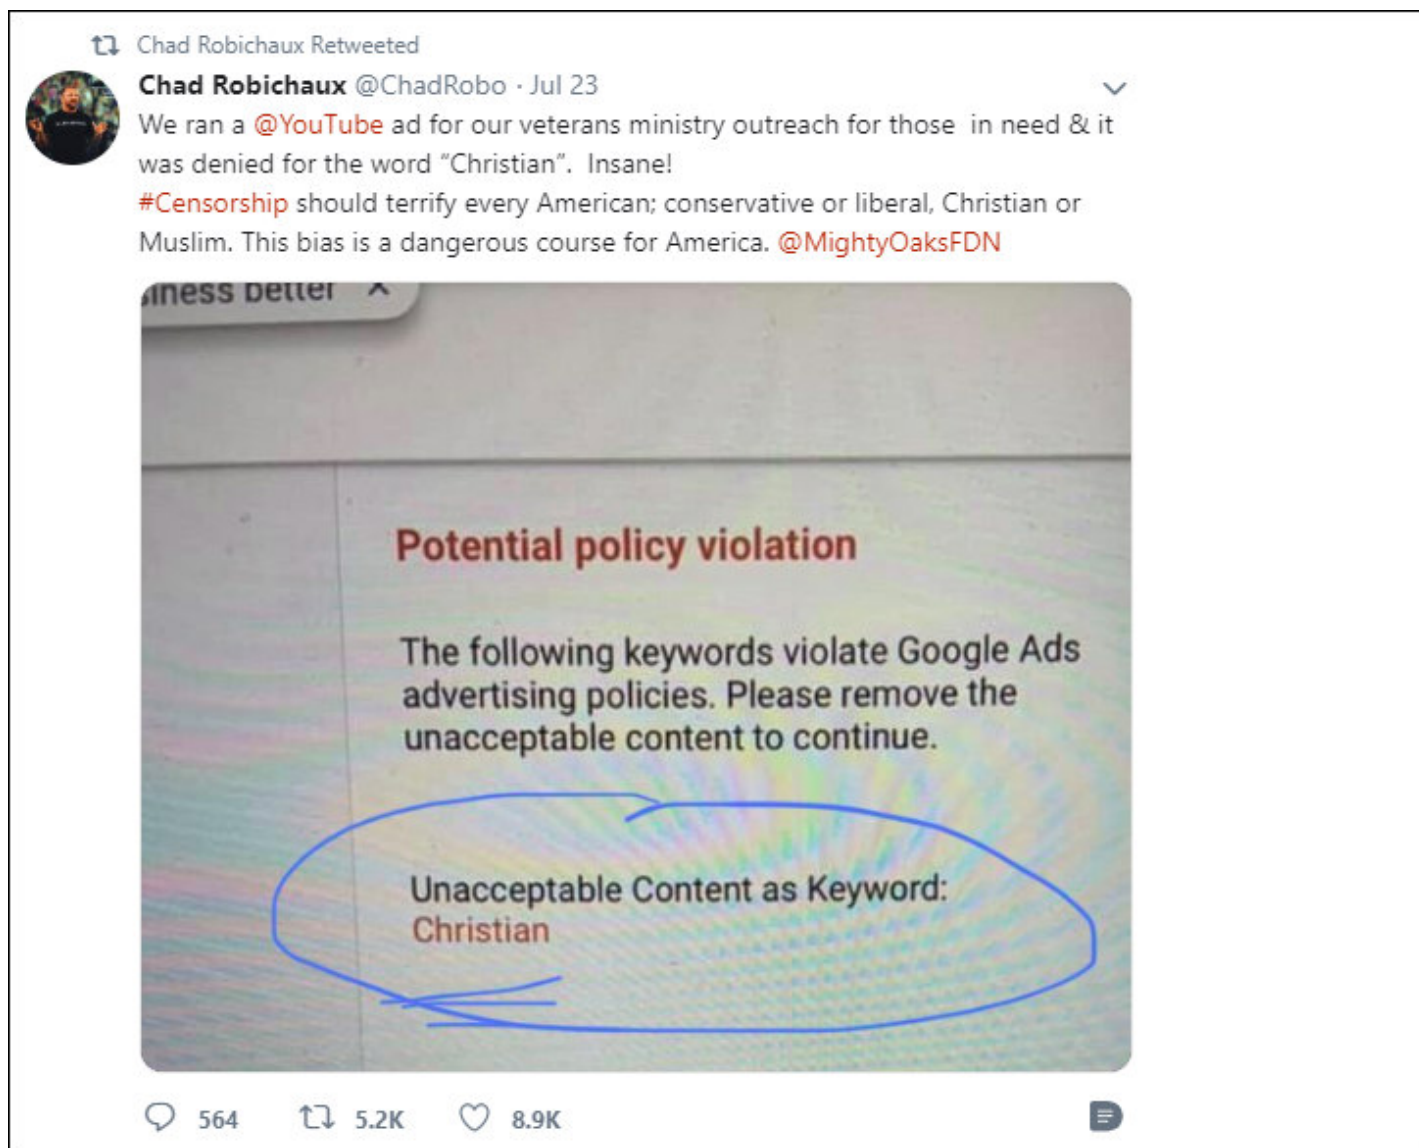 Chad Robichaux Retweeted
Chad Robichaux @ChadRobo · Jul 23
We ran a @YouTube ad for our veterans ministry outreach for those in need & it
was denied for the word "Christian". Insane!
#Censorship should terrify every American; conservative or liberal, Christian or
Muslim. This bias is a dangerous course for America. @MightyOaksFDN
better
Potential policy violation
The following keywords violate Google Ads
advertising policies. Please remove the
unacceptable content to continue.
Unacceptable Content as Keyword:
Christian
564 5.2K 8.9K